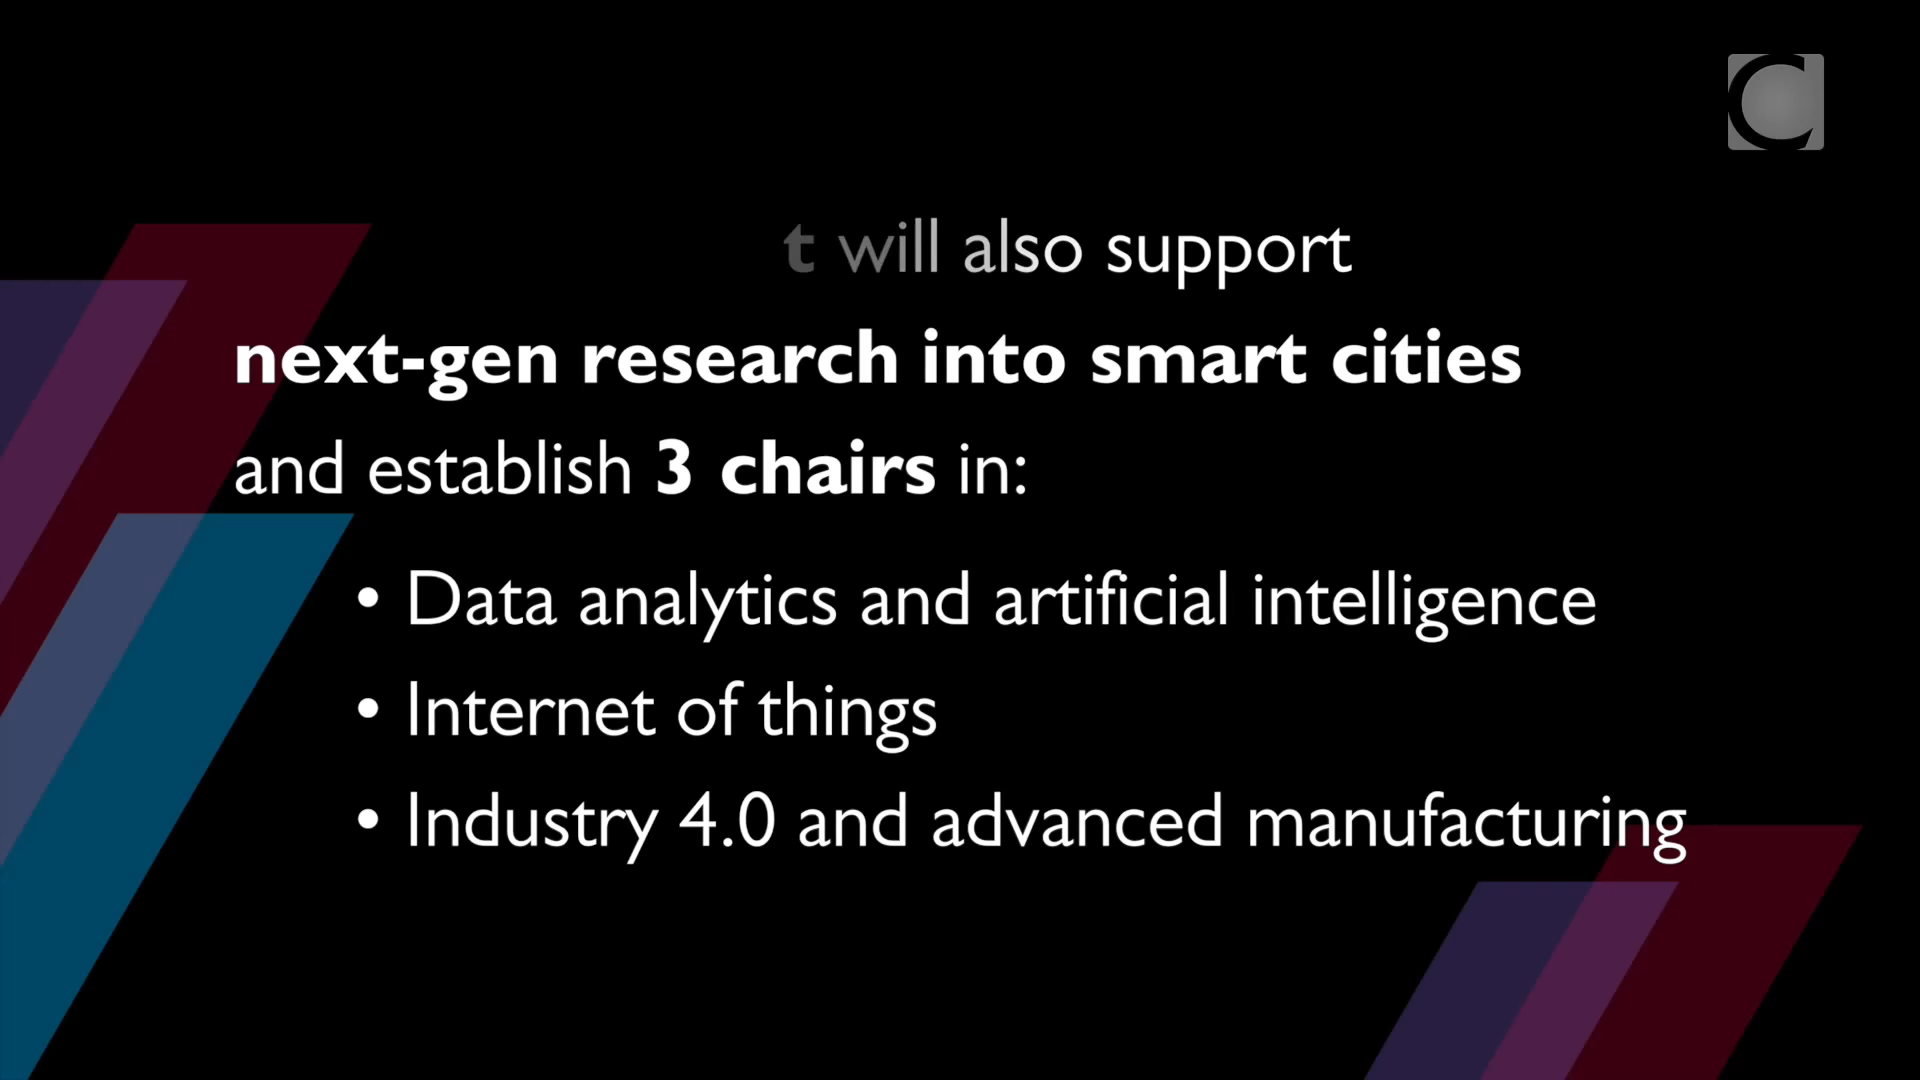 t will also support
next-gen research into smart cities
and establish 3 chairs in:
• Data analytics and artificial intelligence
• Internet of things
• Industry 4.0 and advanced manufacturing
C